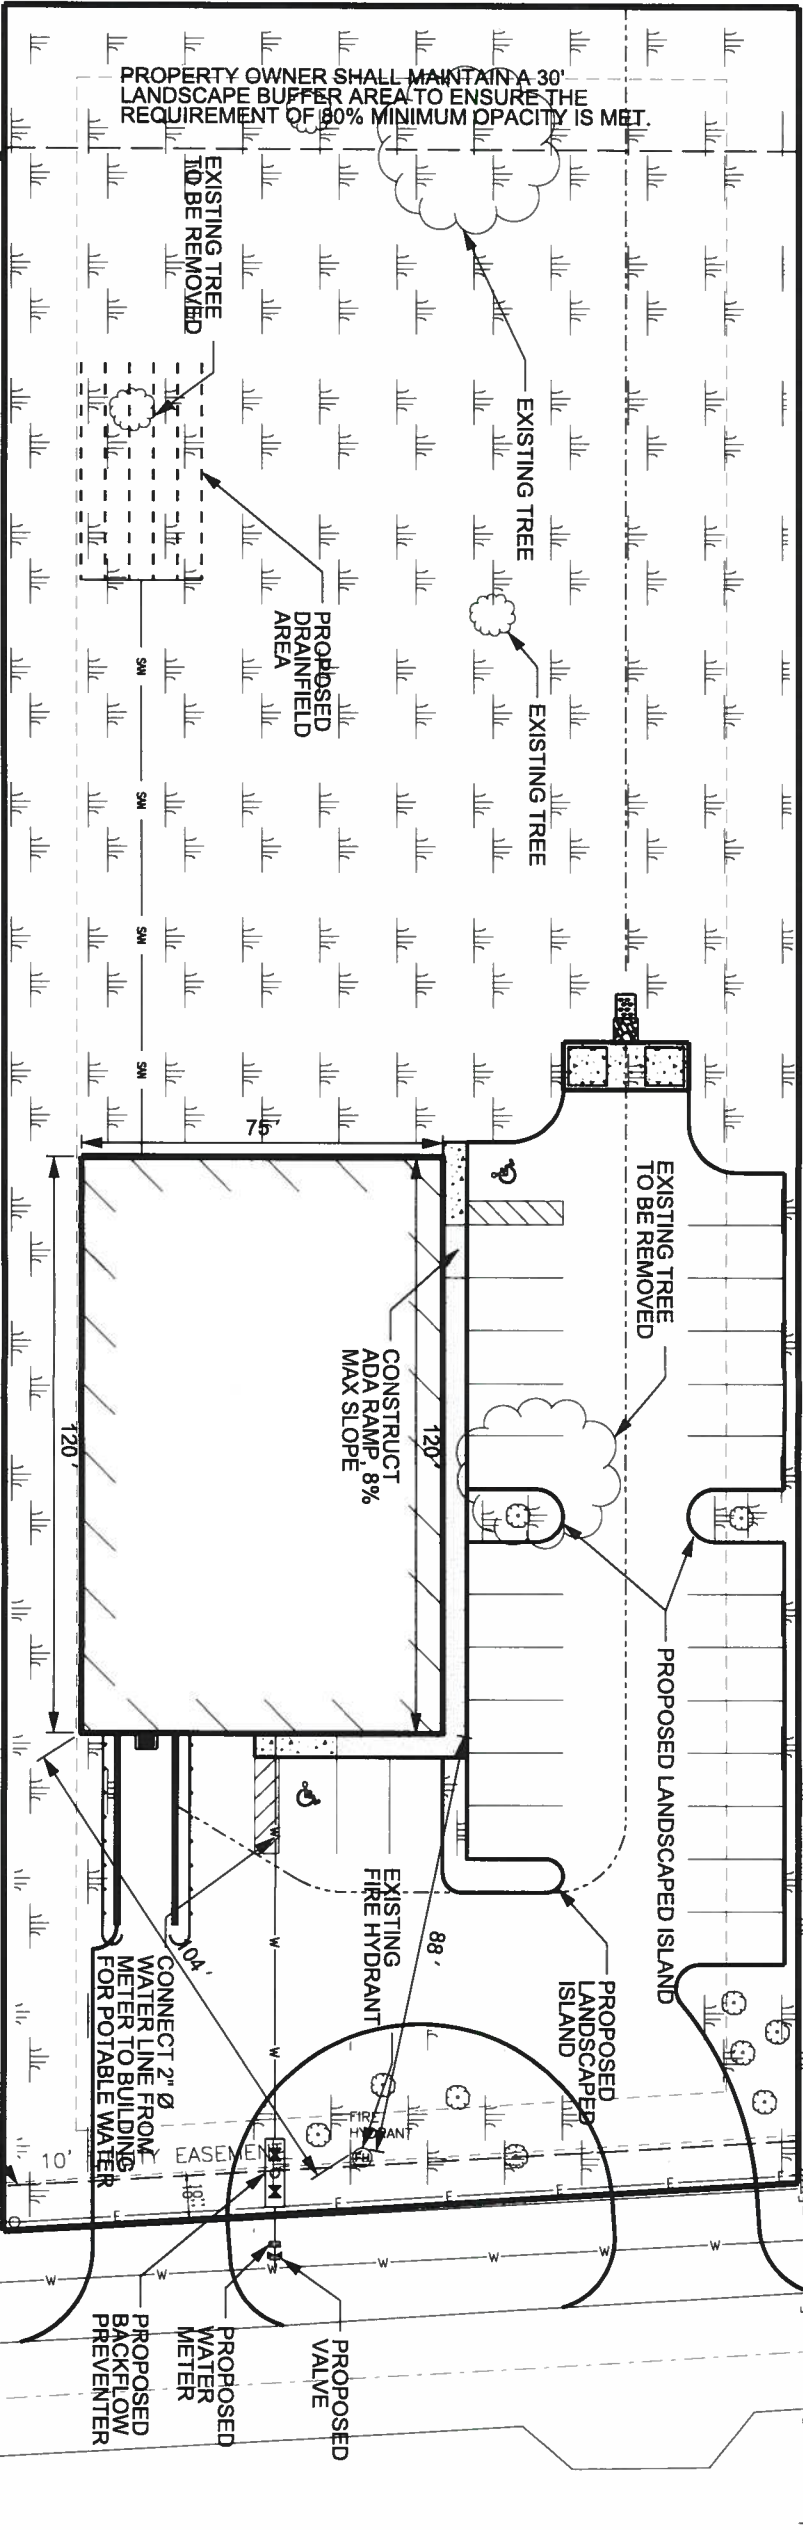 PROPERTY OWNER SHALL MAINTAIN A 30'
LANDSCAPE BUFFER AREA TO ENSURE THE
REQUIREMENT OF 80% MINIMUM OPACITY IS MET.
EXISTING TREE
TO BE REMOVED
EXISTING TREE
PROPOSED
DRAINFIELD
AREA
EXISTING TREE
SAN
SAN
SAN
SAN
75'
EXISTING TREE
TO BE REMOVED
CONSTRUCT
ADA RAMP, 8%
MAX SLOPE
120'
120'
PROPOSED LANDSCAPED ISLAND
EXISTING
FIRE HYDRANT
88'
104'
PROPOSED
LANDSCAPED
ISLAND
CONNECT 2" Ø
WATER LINE FROM
METER TO BUILDING
FOR POTABLE WATER
W
W
W
FIRE
HYDRANT
FH
10'
EASEMENT
E
E
E
E
E
W
W
W
W
W
W
W
PROPOSED
BACKFLOW
PREVENTER
PROPOSED
WATER
METER
PROPOSED
VALVE